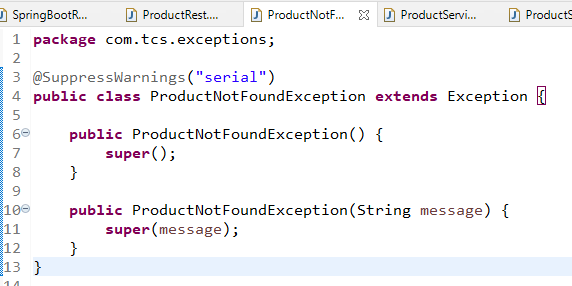 SpringBootR... ProductRest.... ProductNotF... ProductServi... ProductS
1 package com.tcs.exceptions;
2
3 @SuppressWarnings("serial")
4 public class ProductNotFoundException extends Exception {
5
6 public ProductNotFoundException() {
7 super();
8 }
9
10 public ProductNotFoundException(String message) {
11 super(message);
12 }
13 }
14